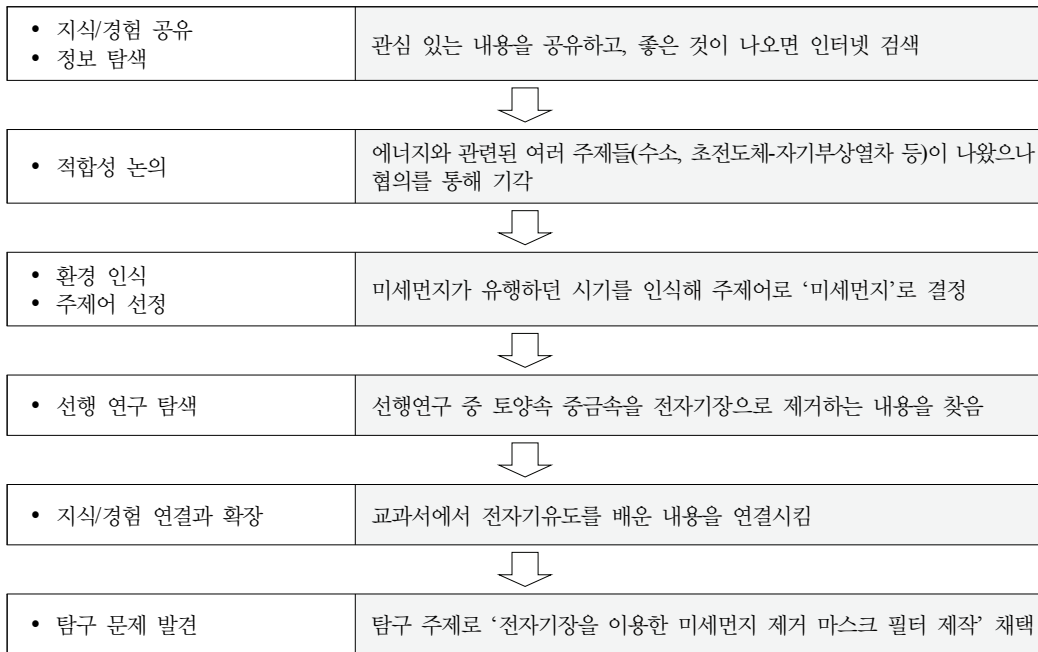 • 지식/경험 공유
• 정보 탐색
관심 있는 내용을 공유하고, 좋은 것이 나오면 인터넷 검색
• 적합성 논의
에너지와 관련된 여러 주제들(수소, 초전도체-자기부상열차 등)이 나왔으나
협의를 통해 기각
• 환경 인식
• 주제어 선정
미세먼지가 유행하던 시기를 인식해 주제어로 ‘미세먼지’로 결정
• 선행 연구 탐색
선행연구 중 토양속 중금속을 전자기장으로 제거하는 내용을 찾음
• 지식/경험 연결과 확장
교과서에서 전자기유도를 배운 내용을 연결시킴
• 탐구 문제 발견
탐구 주제로 ‘전자기장을 이용한 미세먼지 제거 마스크 필터 제작’ 채택